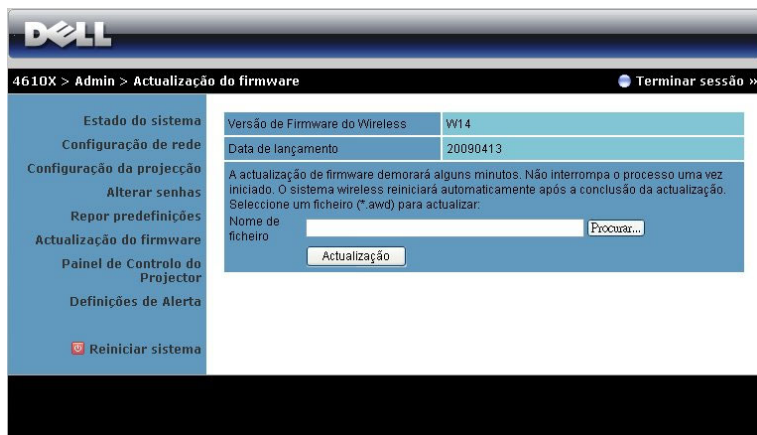 DELL
4610X > Admin > Actualização do firmware
Terminar sessão »
Estado do sistema
Configuração de rede
Configuração da projecção
Alterar senhas
Repor predefinições
Actualização do firmware
Painel de Controlo do
Projector
Definições de Alerta
Reiniciar sistema
Versão de Firmware do Wireless W14
Data de lançamento 20090413
A actualização de firmware demorará alguns minutos. Não interrompa o processo uma vez
iniciado. O sistema wireless reiniciará automaticamente após a conclusão da actualização.
Seleccione um ficheiro (*.awd) para actualizar:
Nome de
ficheiro
Procurar...
Actualização